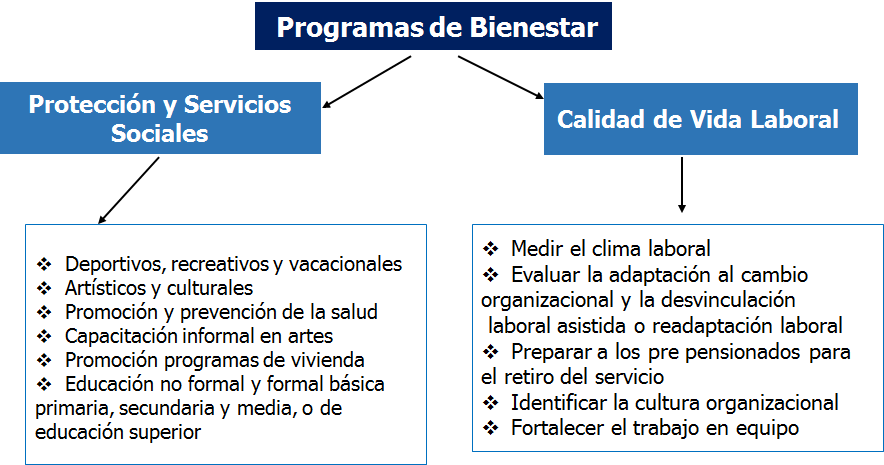 Programas de Bienestar
Protección y Servicios
Sociales
Calidad de Vida Laboral
❖ Deportivos, recreativos y vacacionales
❖ Artísticos y culturales
❖ Promoción y prevención de la salud
❖ Capacitación informal en artes
❖ Promoción programas de vivienda
❖ Educación no formal y formal básica
primaria, secundaria y media, o de
educación superior
❖ Medir el clima laboral
❖ Evaluar la adaptación al cambio
organizacional y la desvinculación
laboral asistida o readaptación laboral
❖ Preparar a los pre pensionados para
el retiro del servicio
❖ Identificar la cultura organizacional
❖ Fortalecer el trabajo en equipo